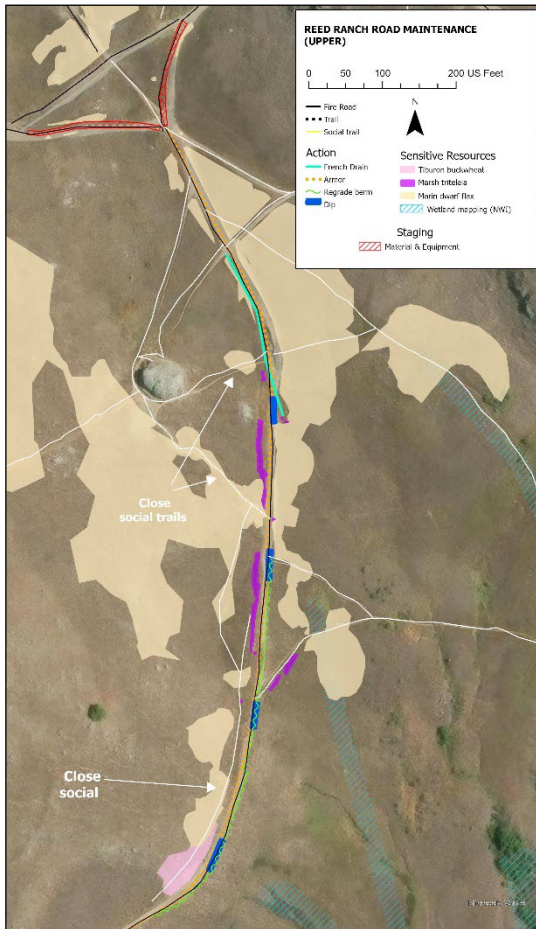 REED RANCH ROAD MAINTENANCE
(UPPER)
0 50 100 200 US Feet
N
Fire Road
Trail
Social trail
Action
French Drain
Armor
Regrade berm
Dip
Sensitive Resources
Tiburon buckwheat
Marsh triteleia
Marin dwarf flax
Wetland mapping (NWI)
Staging
Material & Equipment
Close
social trails
Close
social